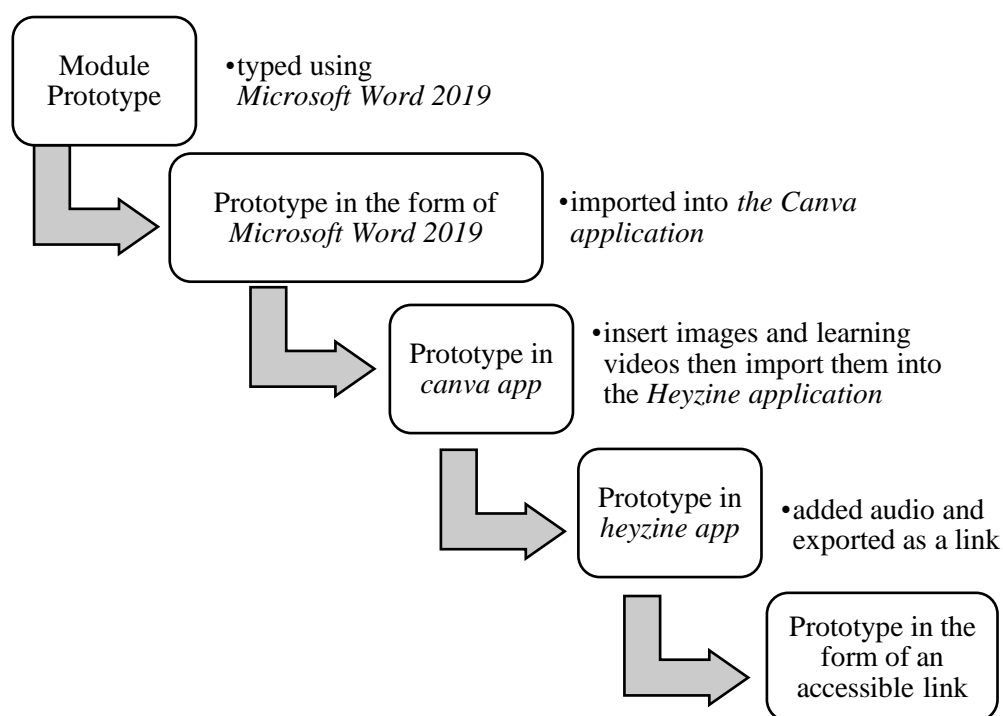 Module
Prototype
•typed using
Microsoft Word 2019
Prototype in the form of
Microsoft Word 2019
•imported into the Canva
application
Prototype in
canva app
•insert images and learning
videos then import them into
the Heyzine application
Prototype in
heyzine app
•added audio and
exported as a link
Prototype in the
form of an
accessible link